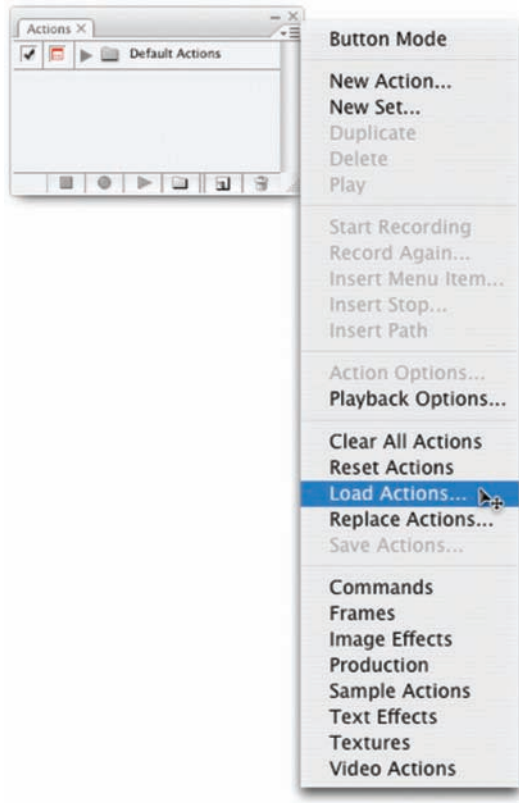 Actions
Default Actions
Button Mode
New Action...
New Set...
Duplicate
Delete
Play
Start Recording
Record Again...
Insert Menu Item...
Insert Stop...
Insert Path
Action Options...
Playback Options...
Clear All Actions
Reset Actions
Load Actions...
Replace Actions...
Save Actions...
Commands
Frames
Image Effects
Production
Sample Actions
Text Effects
Textures
Video Actions